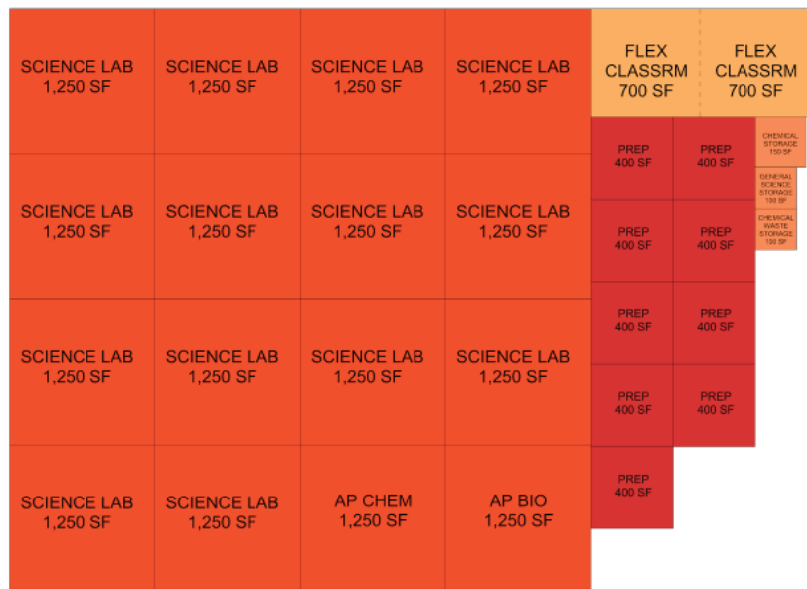 SCIENCE LAB
1,250 SF
SCIENCE LAB
1,250 SF
SCIENCE LAB
1,250 SF
SCIENCE LAB
1,250 SF
FLEX
CLASSRM
700 SF
FLEX
CLASSRM
700 SF
PREP
400 SF
PREP
400 SF
CHEMICAL
STORAGE
150 SF
GENERAL
SCIENCE
STORAGE
100 SF
SCIENCE LAB
1,250 SF
SCIENCE LAB
1,250 SF
SCIENCE LAB
1,250 SF
SCIENCE LAB
1,250 SF
PREP
400 SF
PREP
400 SF
CHEMICAL
WASTE
STORAGE
100 SF
PREP
400 SF
PREP
400 SF
SCIENCE LAB
1,250 SF
SCIENCE LAB
1,250 SF
SCIENCE LAB
1,250 SF
SCIENCE LAB
1,250 SF
PREP
400 SF
PREP
400 SF
SCIENCE LAB
1,250 SF
SCIENCE LAB
1,250 SF
AP CHEM
1,250 SF
AP BIO
1,250 SF
PREP
400 SF